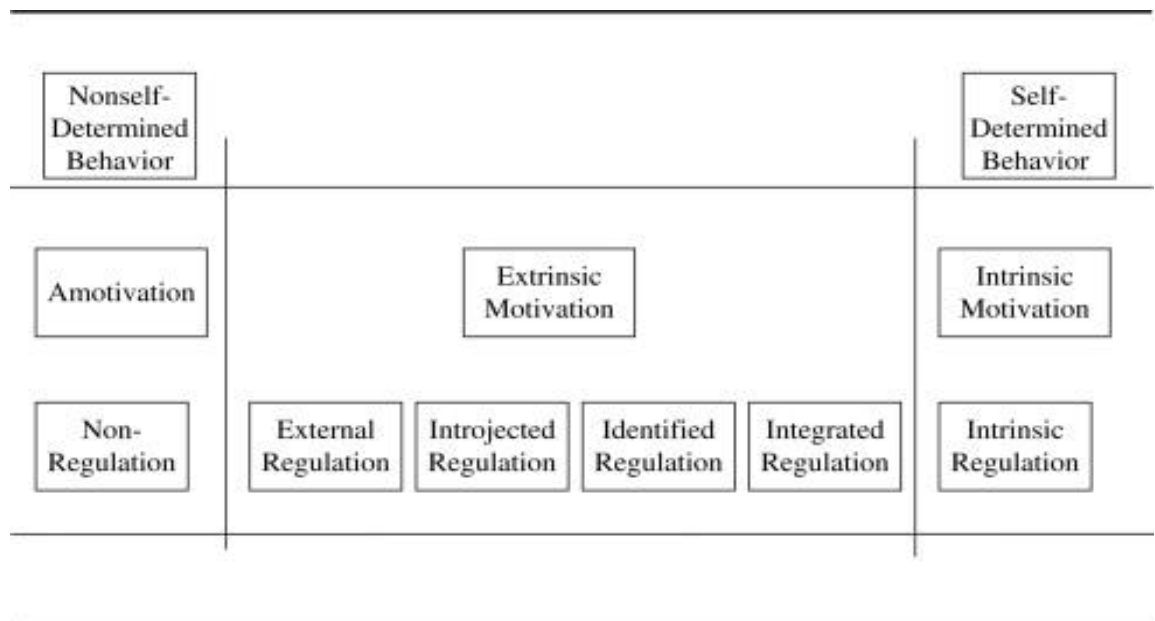 Nonself-
Determined
Behavior
Self-
Determined
Behavior
Amotivation
Extrinsic
Motivation
Intrinsic
Motivation
Non-
Regulation
External
Regulation
Introjected
Regulation
Identified
Regulation
Integrated
Regulation
Intrinsic
Regulation